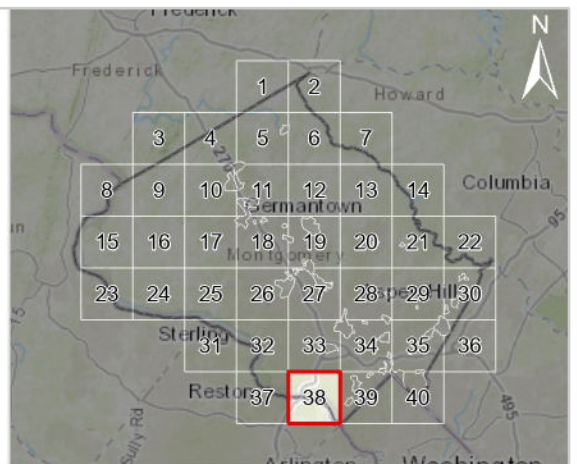 Frederick
N
1 2
Frederick
Howard
3 4 5 6 7
270
8 9 10 11 12 13 14
Columbia
Germantown
95
15 16 17 18 19 20 21 22
Montgomery
23 24 25 26 27 28 29 30
Aspen Hill
15
Sterling
31 32 33 34 35 36
Reston
37 38 39 40
495
Sully Rd
Arlington
Washington